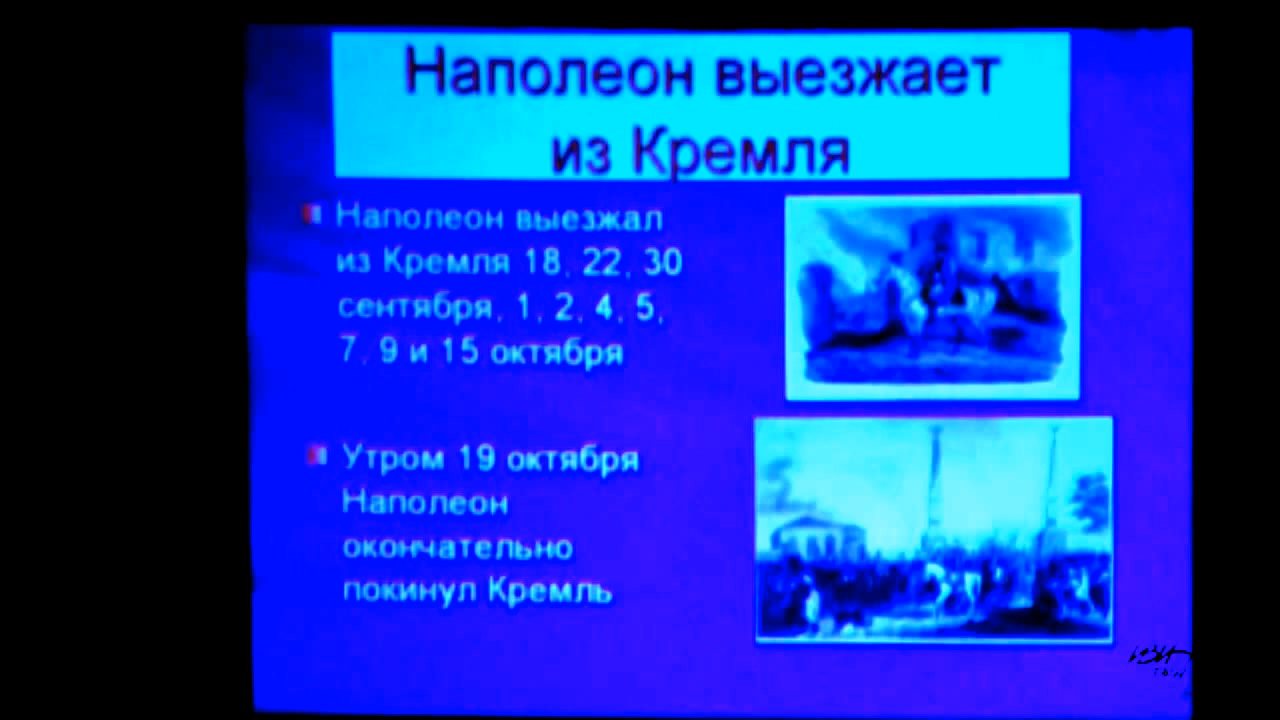 Наполеон выезжает
из Кремля
Наполеон выезжал
из Кремля 18, 22, 30
сентября, 1, 2, 4, 5,
7, 9 и 15 октября
Утром 19 октября
Наполеон
окончательно
покинул Кремль